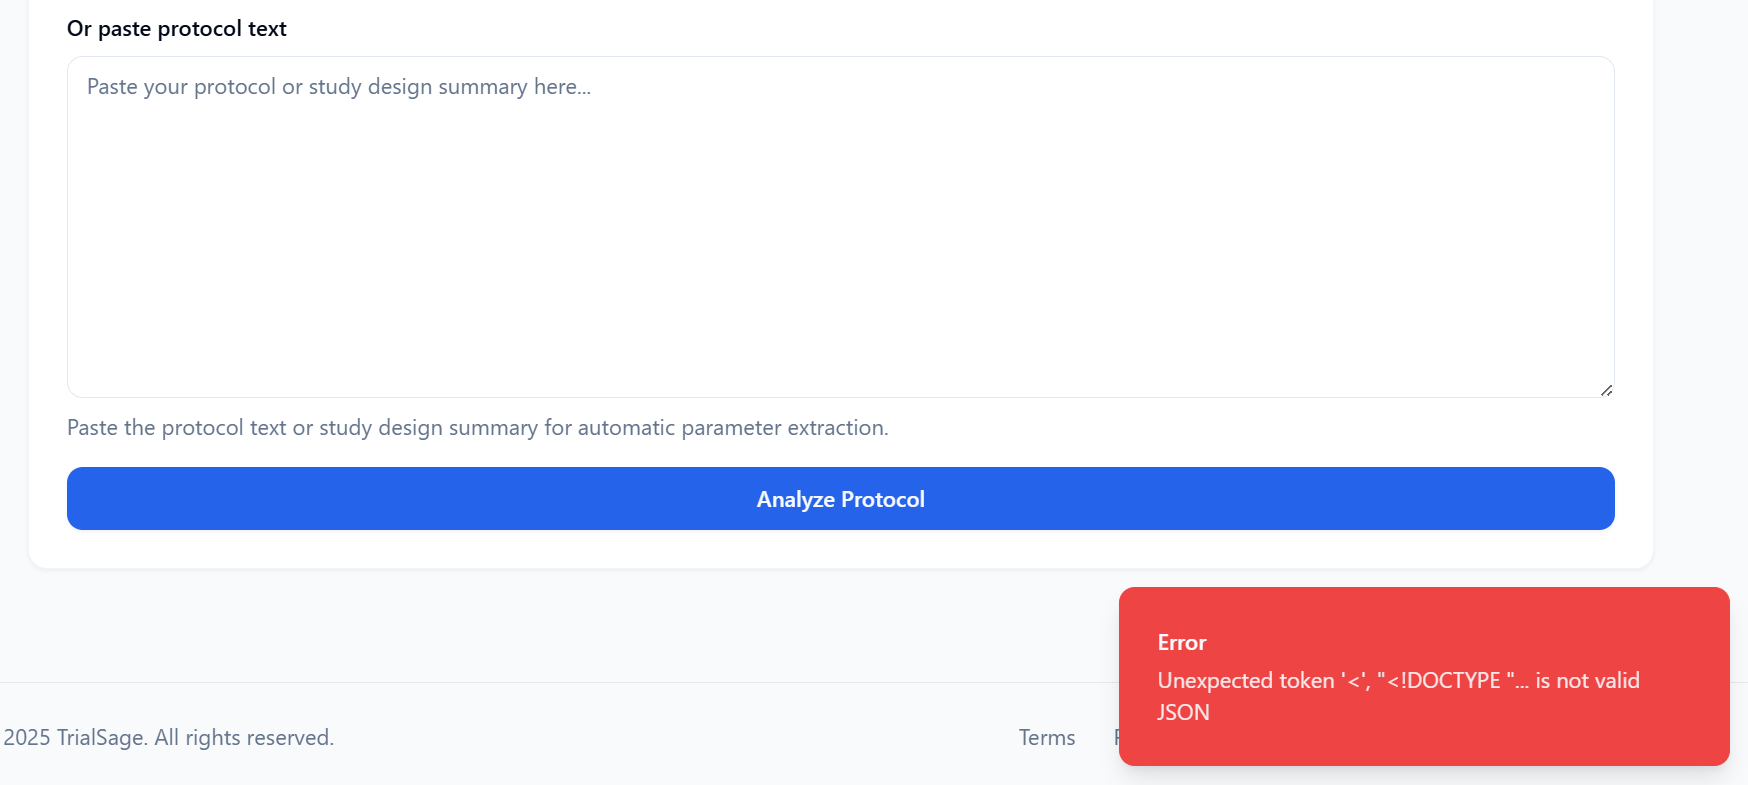 Or paste protocol text
Paste your protocol or study design summary here...
Paste the protocol text or study design summary for automatic parameter extraction.
Analyze Protocol
Error
Unexpected token '<', "<!DOCTYPE "... is not valid
JSON
2025 TrialSage. All rights reserved.
Terms